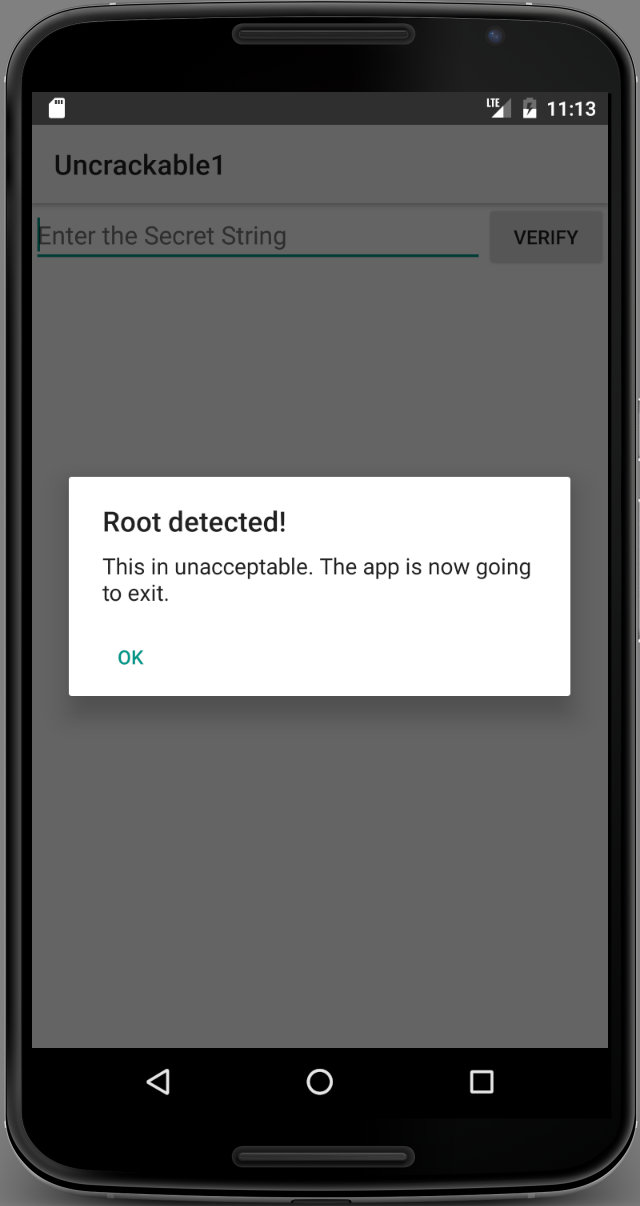 LTE 11:13
Uncrackable1
Enter the Secret String VERIFY
Root detected!
This in unacceptable. The app is now going
to exit.
OK